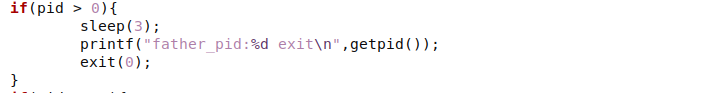 if(pid > 0){
        sleep(3);
        printf("father_pid:%d exit\n",getpid());
        exit(0);
}